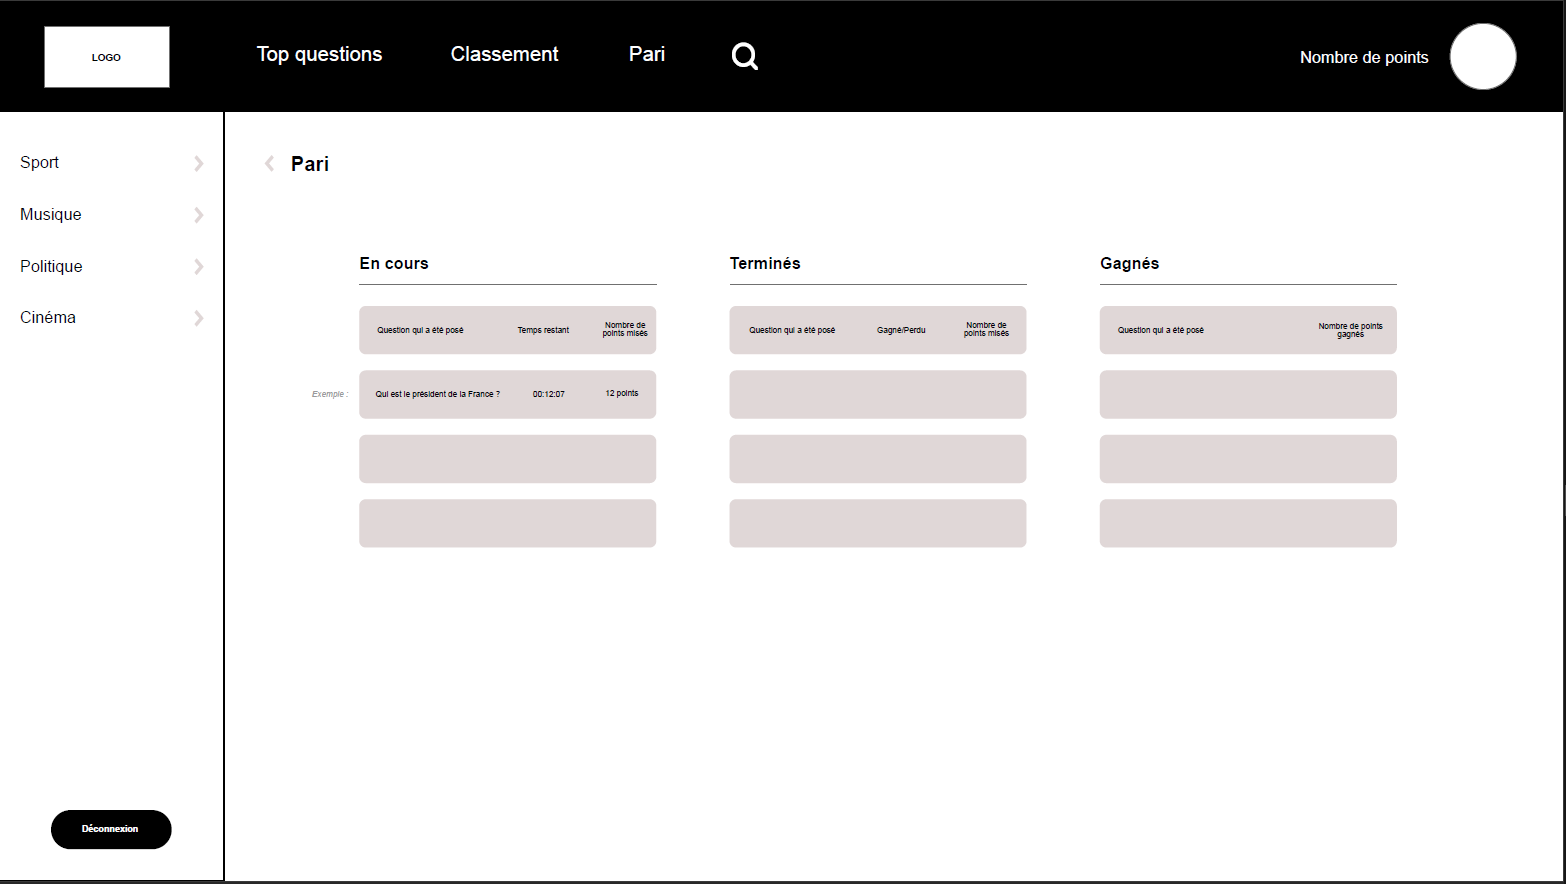 LOGO
Top questions
Classement
Pari
Nombre de points
Sport
Musique
Politique
Cinéma
Déconnexion
Pari
En cours
Question qui a été posé
Temps restant
Nombre de
points misés
Exemple :
Qui est le président de la France ?
00:12:07
12 points
Terminés
Question qui a été posé
Gagné/Perdu
Nombre de
points misés
Gagnés
Question qui a été posé
Nombre de points
gagnés